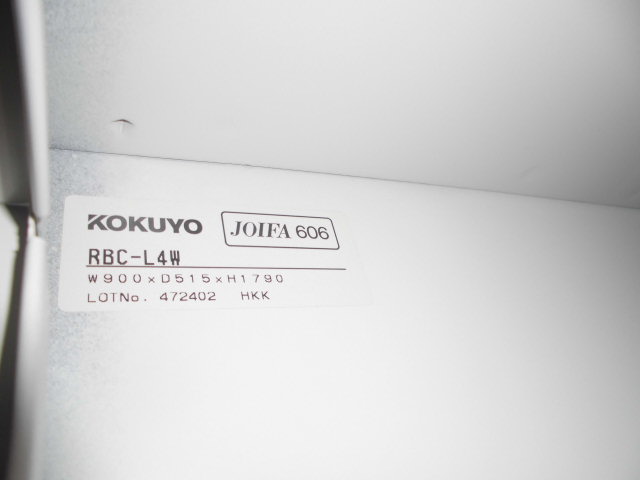 KOKUYO JOIFA 606
RBC-L4W
W900×D515×H1790
LOTNo. 472402 HKK